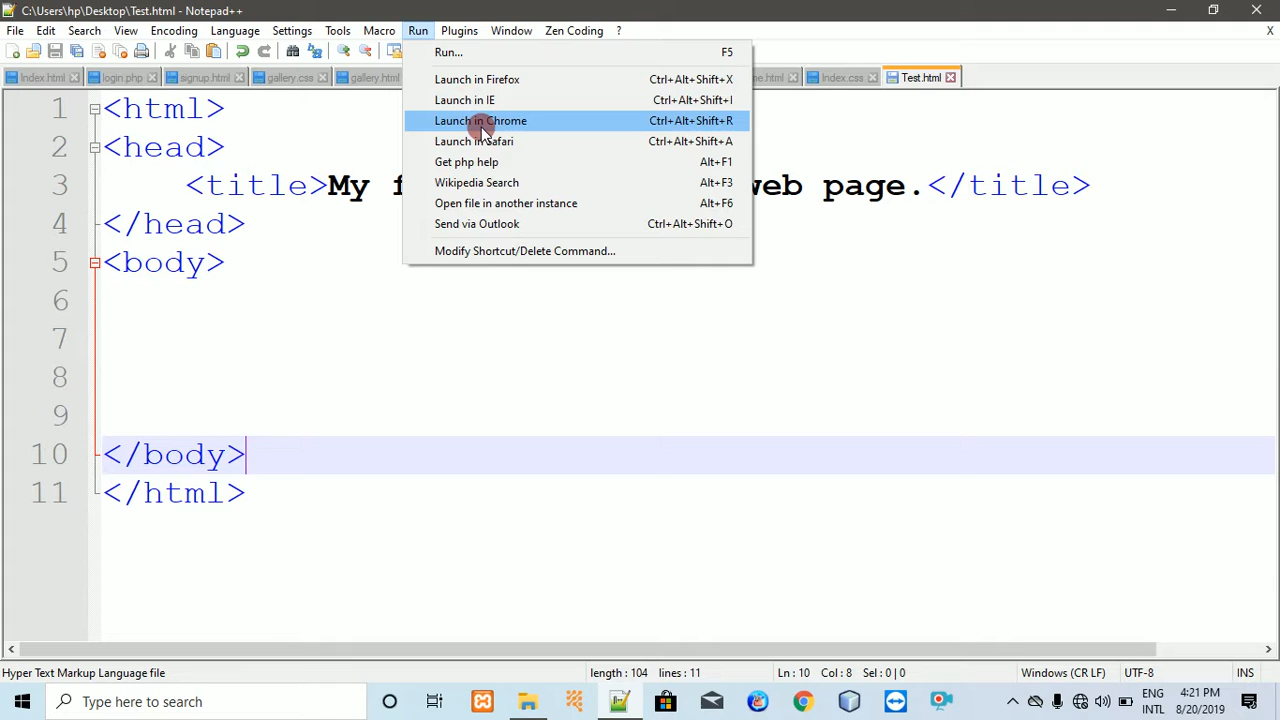 C:\Users\hp\Desktop\Test.html - Notepad++
File Edit Search View Encoding Language Settings Tools Macro Run Plugins Window Zen Coding ? X
Index.html login.php signup.html gallery.css gallery.html me.html Index.css Test.html
Run... F5
Launch in Firefox Ctrl+Alt+Shift+X
Launch in IE Ctrl+Alt+Shift+I
Launch in Chrome Ctrl+Alt+Shift+R
Launch in Safari Ctrl+Alt+Shift+A
Get php help Alt+F1
Wikipedia Search Alt+F3
Open file in another instance Alt+F6
Send via Outlook Ctrl+Alt+Shift+O
Modify Shortcut/Delete Command...
1 <html>
2 <head>
3 <title>My f web page.</title>
4 </head>
5 <body>
6
7
8
9
10 </body>
11 </html>
Hyper Text Markup Language file length : 104 lines : 11 Ln : 10 Col : 8 Sel : 0 | 0 Windows (CR LF) UTF-8 INS
Type here to search
ENG
INTL
4:21 PM
8/20/2019